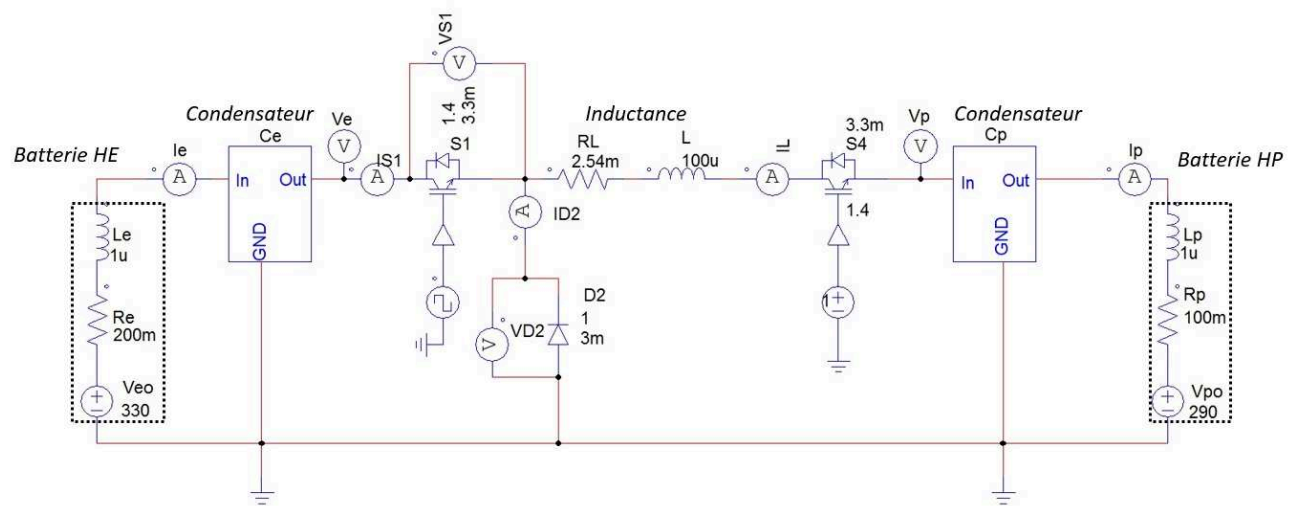 VS1
V
1.4
3.3m
Condensateur
Ce
Ve
V
Inductance
Condensateur
Cp
Vp
V
Batterie HE
Ie
A
In
Out
GND
IS1
A
S1
RL
2.54m
L
100u
IL
A
3.3m
S4
1.4
In
Out
GND
Ip
A
Batterie HP
A
ID2
Le
1u
Re
200m
Veo
330
V
VD2
D2
1
3m
1
Lp
1u
Rp
100m
Vpo
290